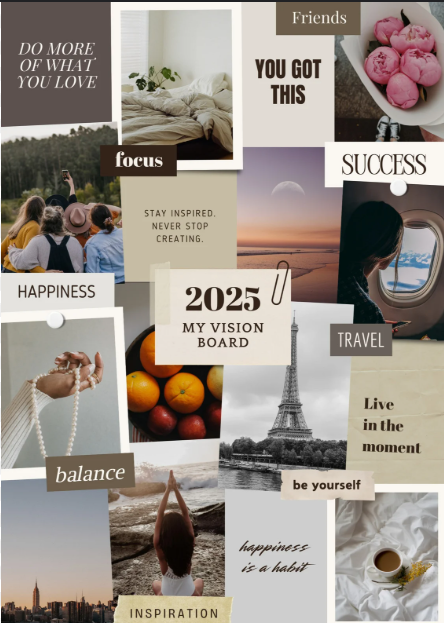 Friends
DO MORE
OF WHAT
YOU LOVE
YOU GOT
THIS
focus
SUCCESS
STAY INSPIRED.
NEVER STOP
CREATING.
HAPPINESS
2025
MY VISION
BOARD
TRAVEL
Live
in the
moment
balance
be yourself
happiness
is a habit
INSPIRATION